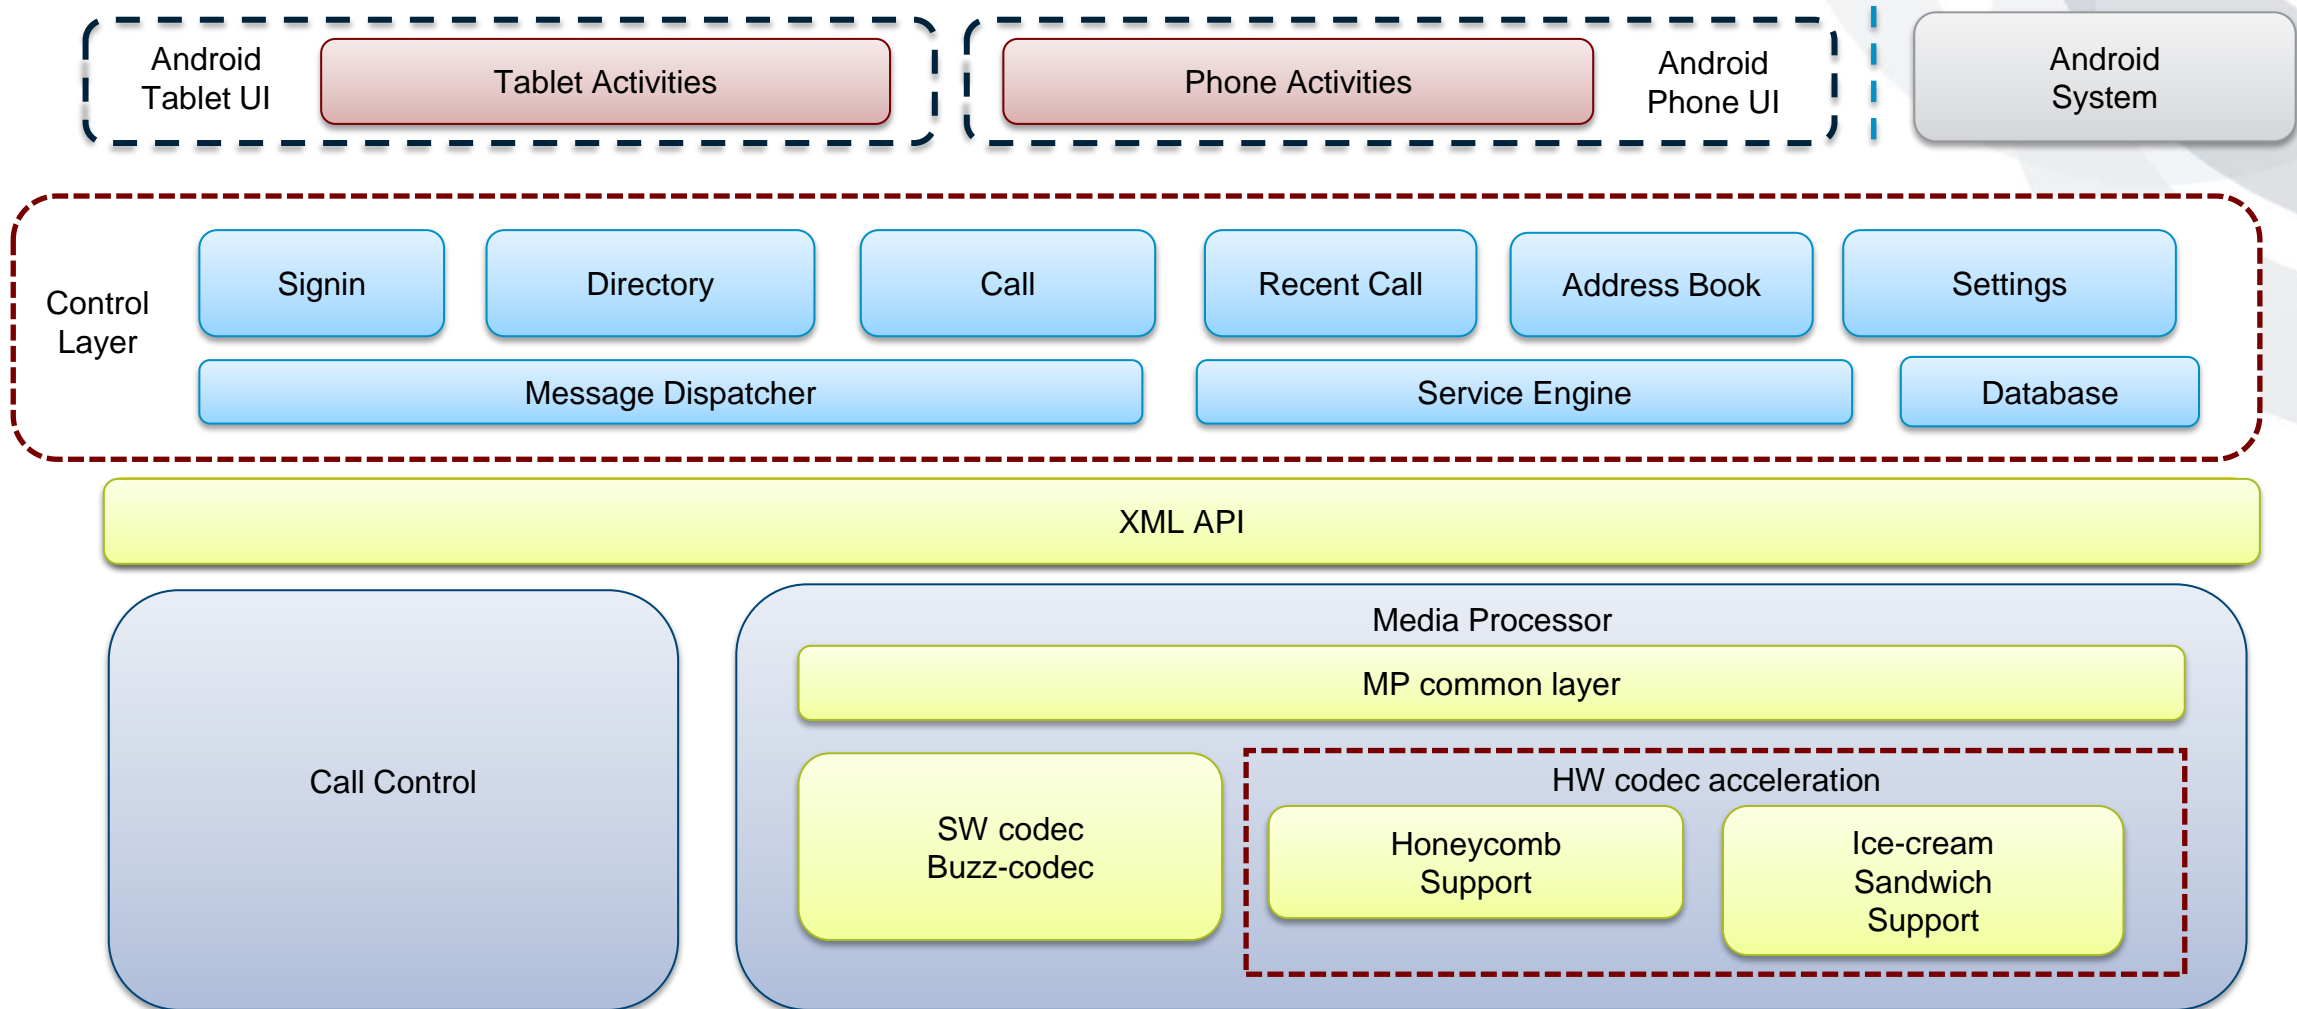 Android
Tablet UI
Tablet Activities
Phone Activities
Android
Phone UI
Android
System
Control
Layer
Signin
Directory
Call
Recent Call
Address Book
Settings
Message Dispatcher
Service Engine
Database
XML API
Call Control
Media Processor
MP common layer
SW codec
Buzz-codec
HW codec acceleration
Honeycomb
Support
Ice-cream
Sandwich
Support